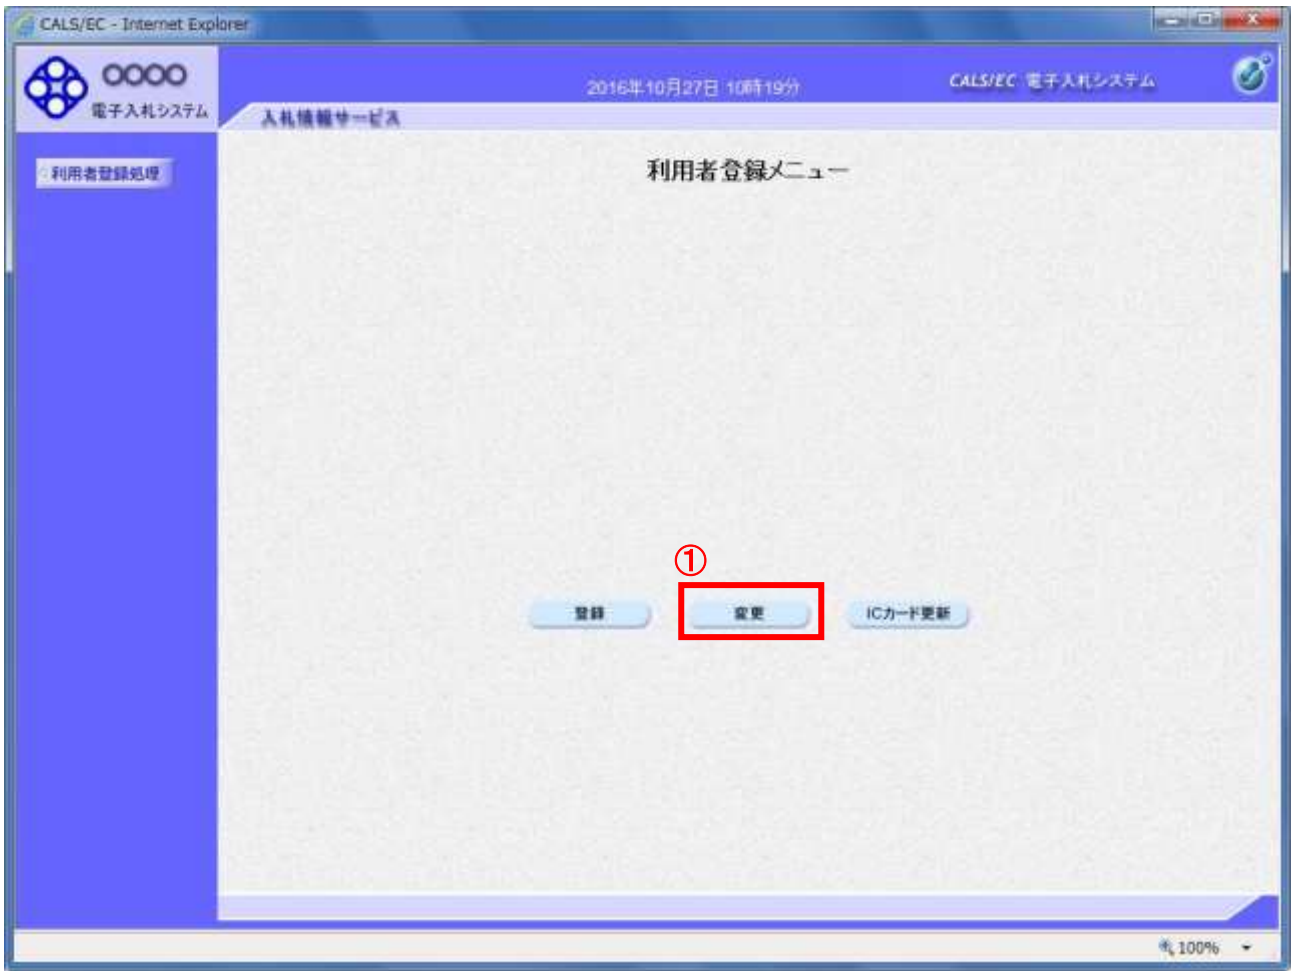 CALS/EC - Internet Explorer
○○○○
電子入札システム
2016年10月27日 10時19分
CALS/EC 電子入札システム
入札情報サービス
利用者登録処理
利用者登録メニュー
①
登録
変更
ICカード更新
100%